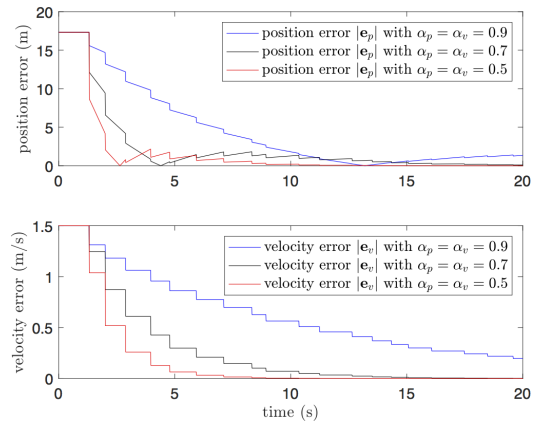 20
15
10
5
0
position error (m)
position error |e_p| with α_p = α_v = 0.9
position error |e_p| with α_p = α_v = 0.7
position error |e_p| with α_p = α_v = 0.5
0 5 10 15 20
1.5
1
0.5
0
velocity error (m/s)
velocity error |e_v| with α_p = α_v = 0.9
velocity error |e_v| with α_p = α_v = 0.7
velocity error |e_v| with α_p = α_v = 0.5
0 5 10 15 20
time (s)